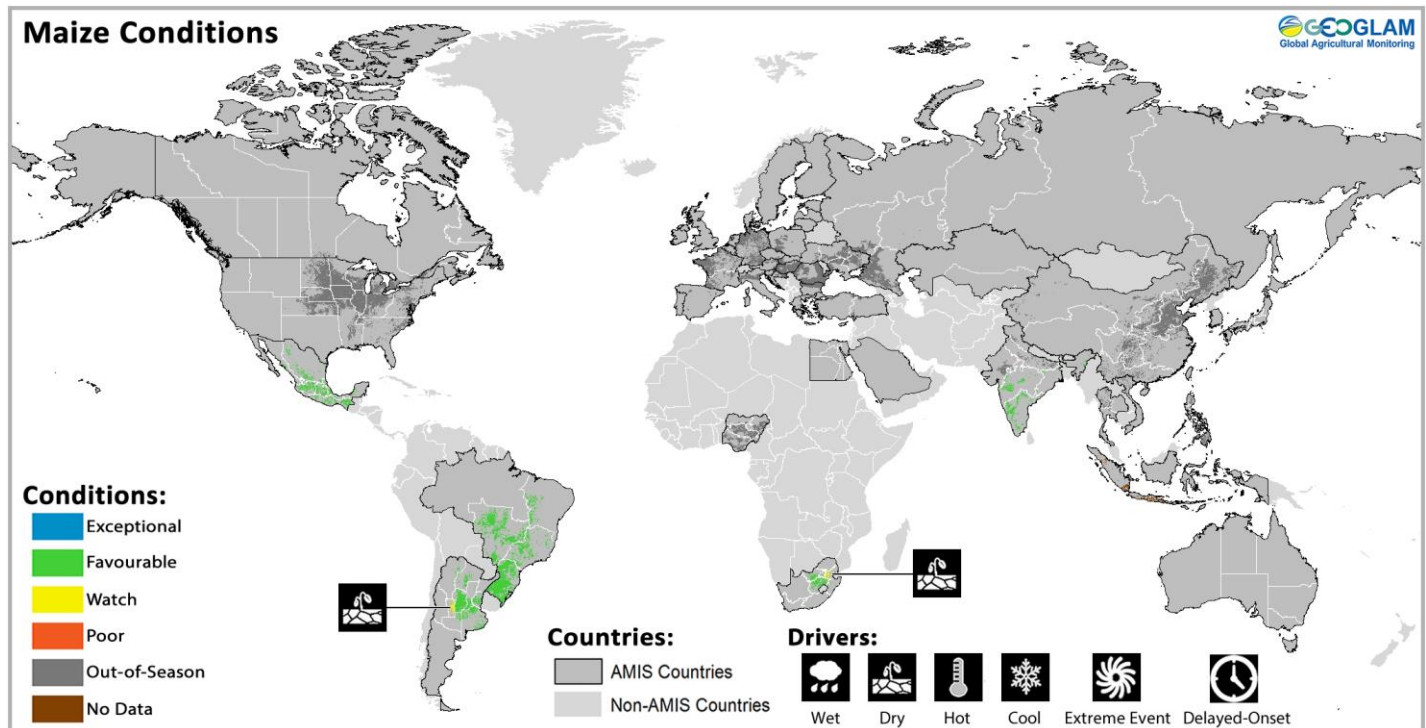 Maize Conditions
GEOGLAM
Global Agricultural Monitoring
Conditions:
Exceptional
Favourable
Watch
Poor
Out-of-Season
No Data
Countries:
AMIS Countries
Non-AMIS Countries
Drivers:
Wet
Dry
Hot
Cool
Extreme Event
Delayed-Onset